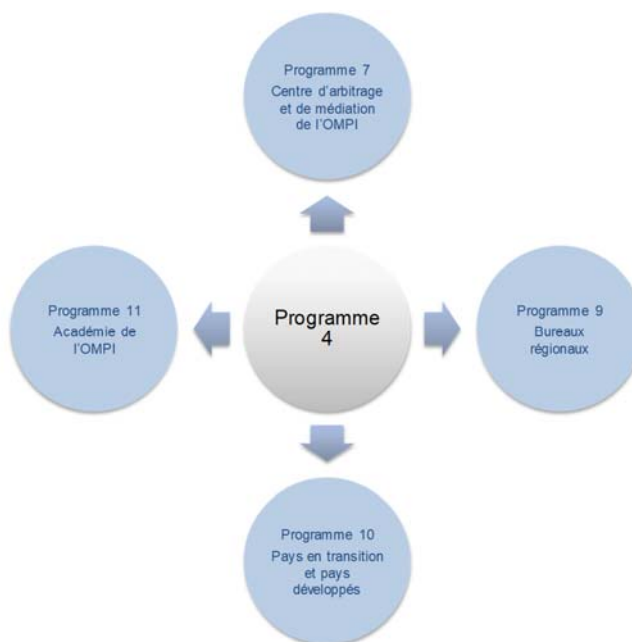 Programme 7
Centre d'arbitrage
et de médiation
de l'OMPI
Programme 11
Académie de
l'OMPI
Programme
4
Programme 9
Bureaux
régionaux
Programme 10
Pays en transition
et pays
développés